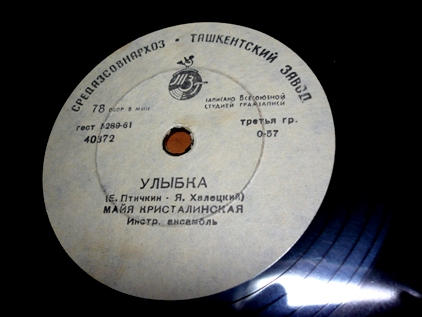 СРЕДАЗСОВНАРХОЗ · ТАШКЕНТСКИЙ ЗАВОД
ТЗ
78 ОБОР В МИН
ЗАПИСАНО ВСЕСОЮЗНОЙ
СТУДИЕЙ ГРАМЗАПИСИ
ГОСТ 5289-61
ТРЕТЬЯ ГР.
40372
0-57
УЛЫБКА
(Е. Птичкин - Я. Халецкий)
МАЙЯ КРИСТАЛИНСКАЯ
Инстр. ансамбль